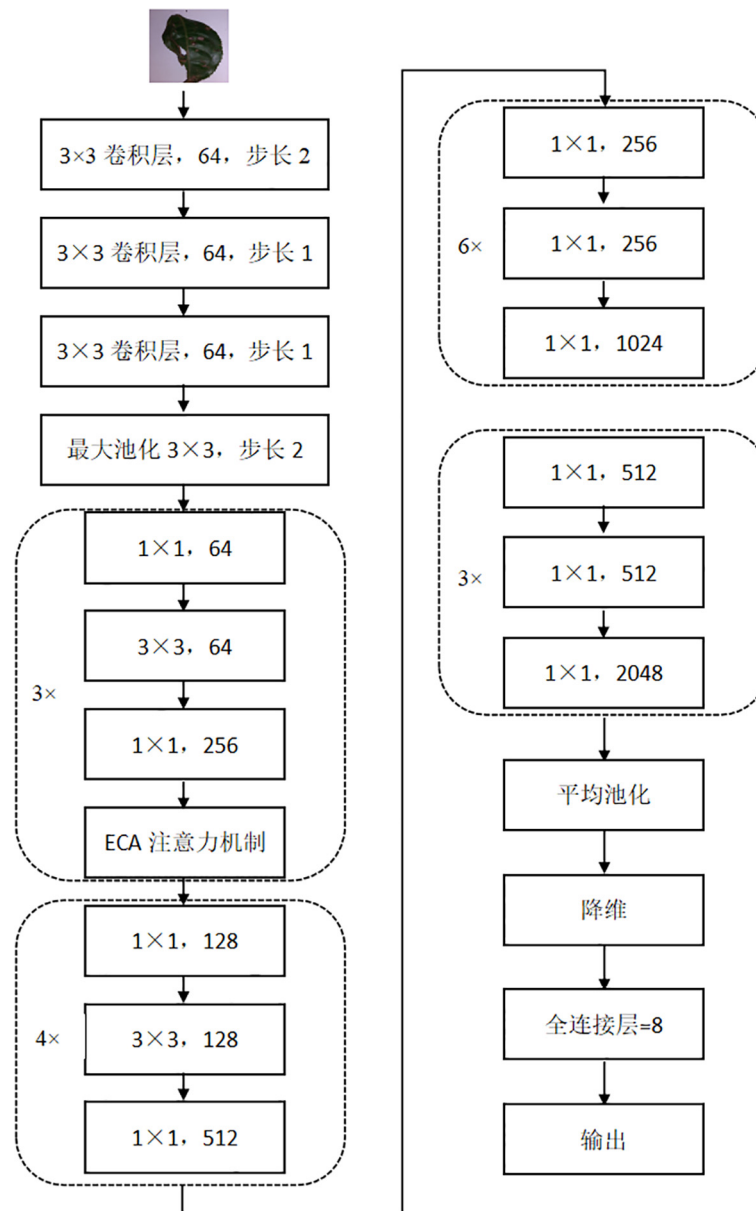 3×3 卷积层，64，步长 2
3×3 卷积层，64，步长 1
3×3 卷积层，64，步长 1
最大池化 3×3，步长 2
3×
1×1，64
3×3，64
1×1，256
ECA 注意力机制
4×
1×1，128
3×3，128
1×1，512
6×
1×1，256
1×1，256
1×1，1024
3×
1×1，512
1×1，512
1×1，2048
平均池化
降维
全连接层=8
输出